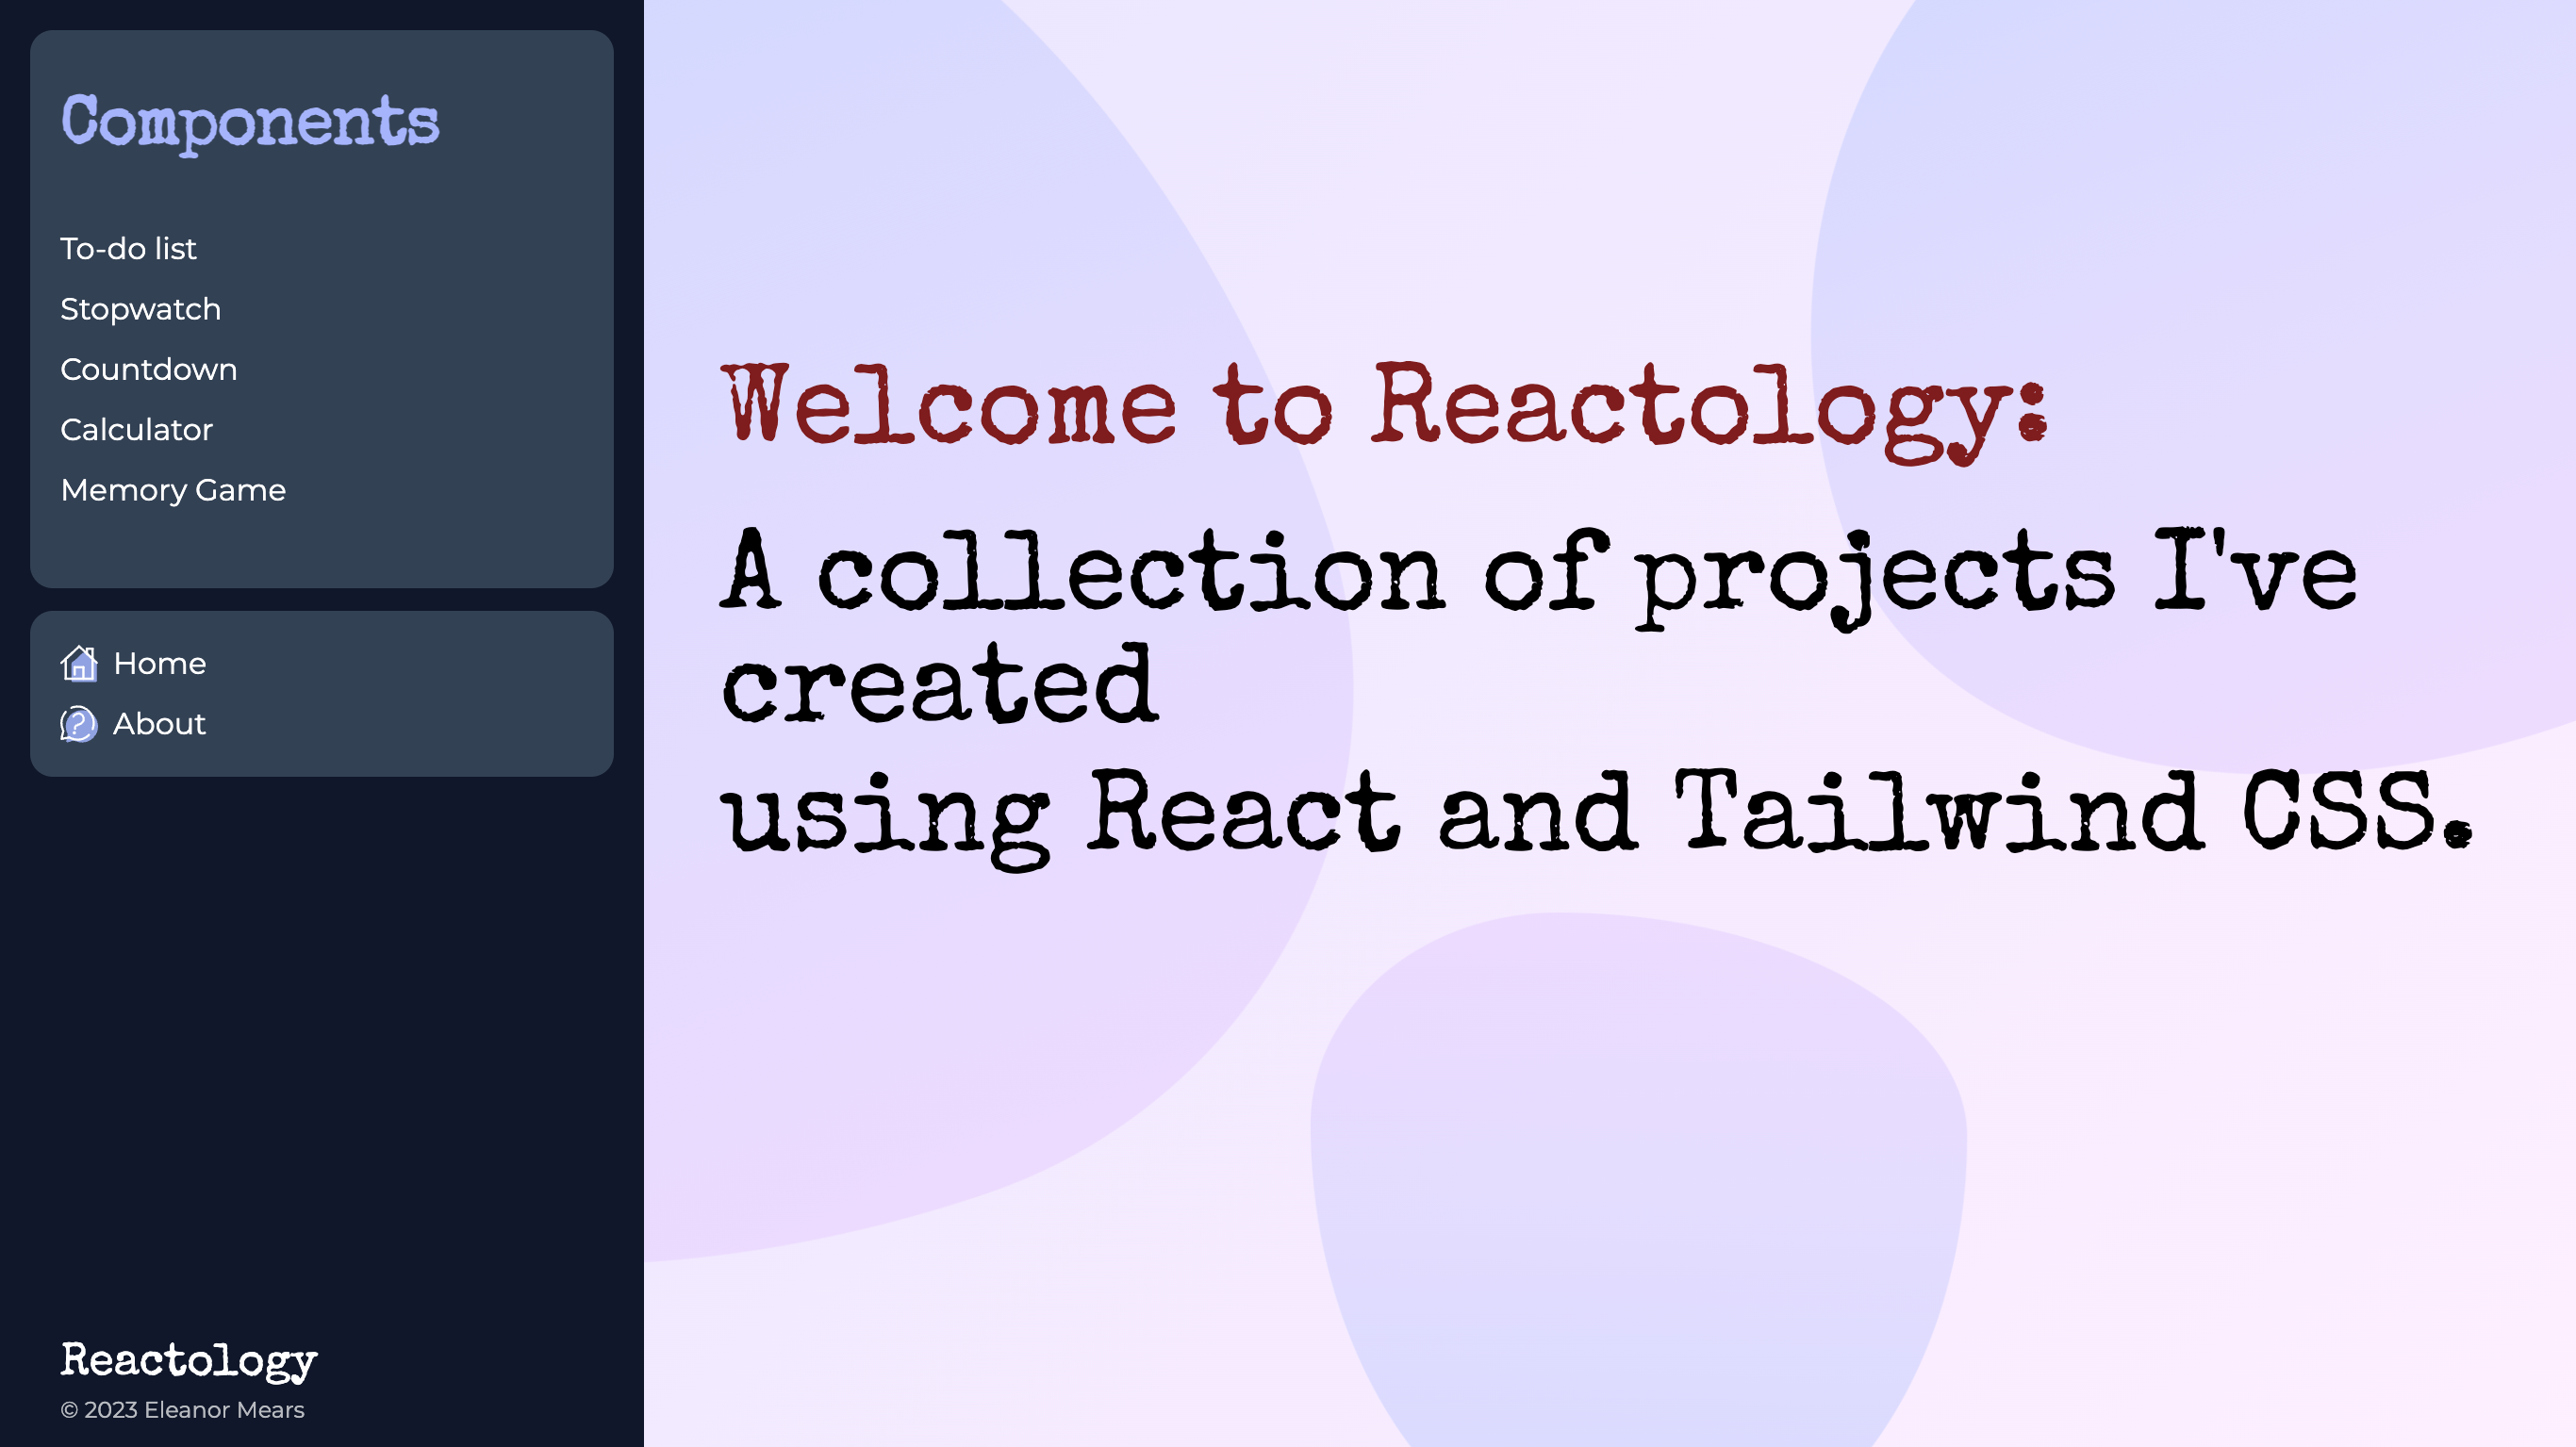 Components
To-do list
Stopwatch
Countdown
Calculator
Memory Game
Home
About
Reactology
© 2023 Eleanor Mears
Welcome to Reactology:
A collection of projects I've
created
using React and Tailwind CSS.